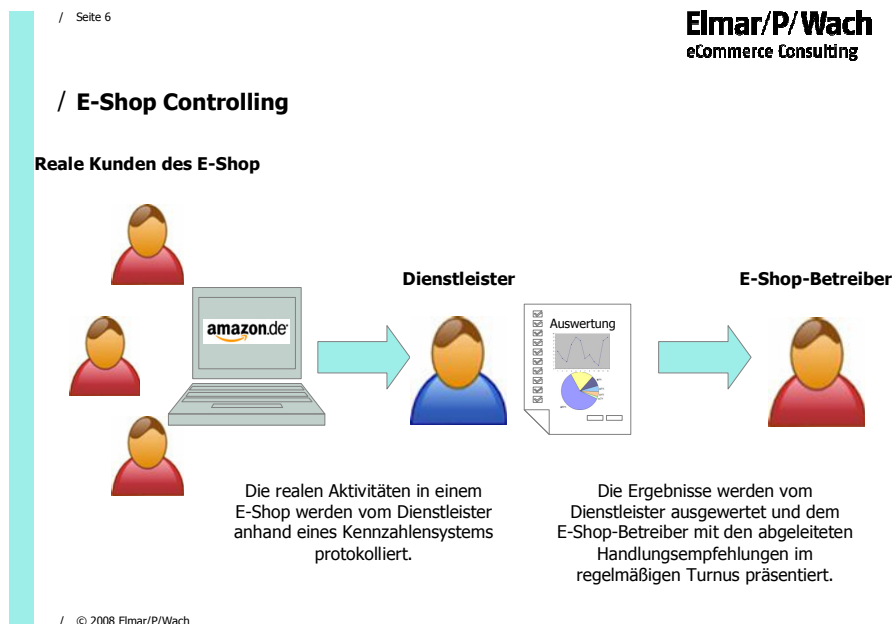 / Seite 6
Elmar/P/Wach
eCommerce Consulting
/ E-Shop Controlling
Reale Kunden des E-Shop
Dienstleister
E-Shop-Betreiber
amazon.de
Auswertung
Die realen Aktivitäten in einem
E-Shop werden vom Dienstleister
anhand eines Kennzahlensystems
protokolliert.
Die Ergebnisse werden vom
Dienstleister ausgewertet und dem
E-Shop-Betreiber mit den abgeleiteten
Handlungsempfehlungen im
regelmäßigen Turnus präsentiert.
/ © 2008 Elmar/P/Wach